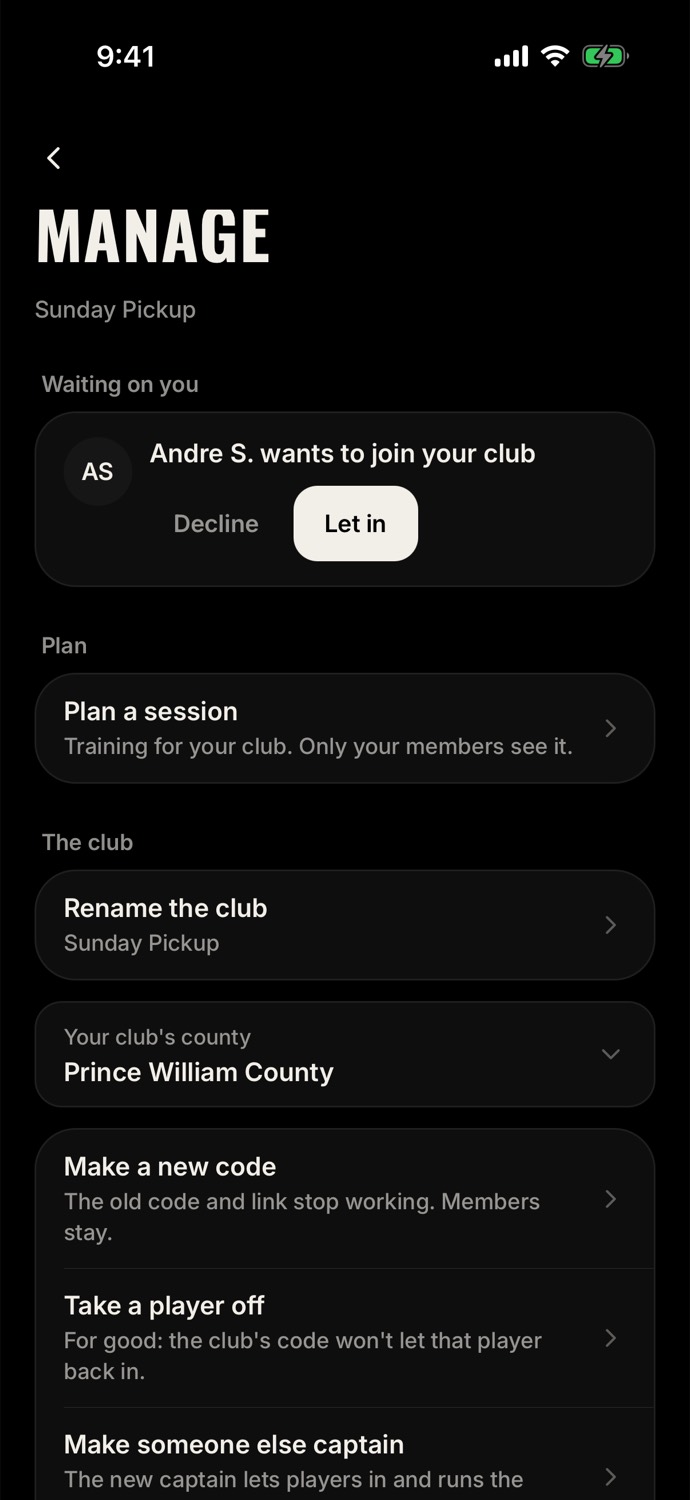 9:41
MANAGE
Sunday Pickup
Waiting on you
AS
Andre S. wants to join your club
Decline
Let in
Plan
Plan a session
Training for your club. Only your members see it.
The club
Rename the club
Sunday Pickup
Your club's county
Prince William County
Make a new code
The old code and link stop working. Members
stay.
Take a player off
For good: the club's code won't let that player
back in.
Make someone else captain
The new captain lets players in and runs the